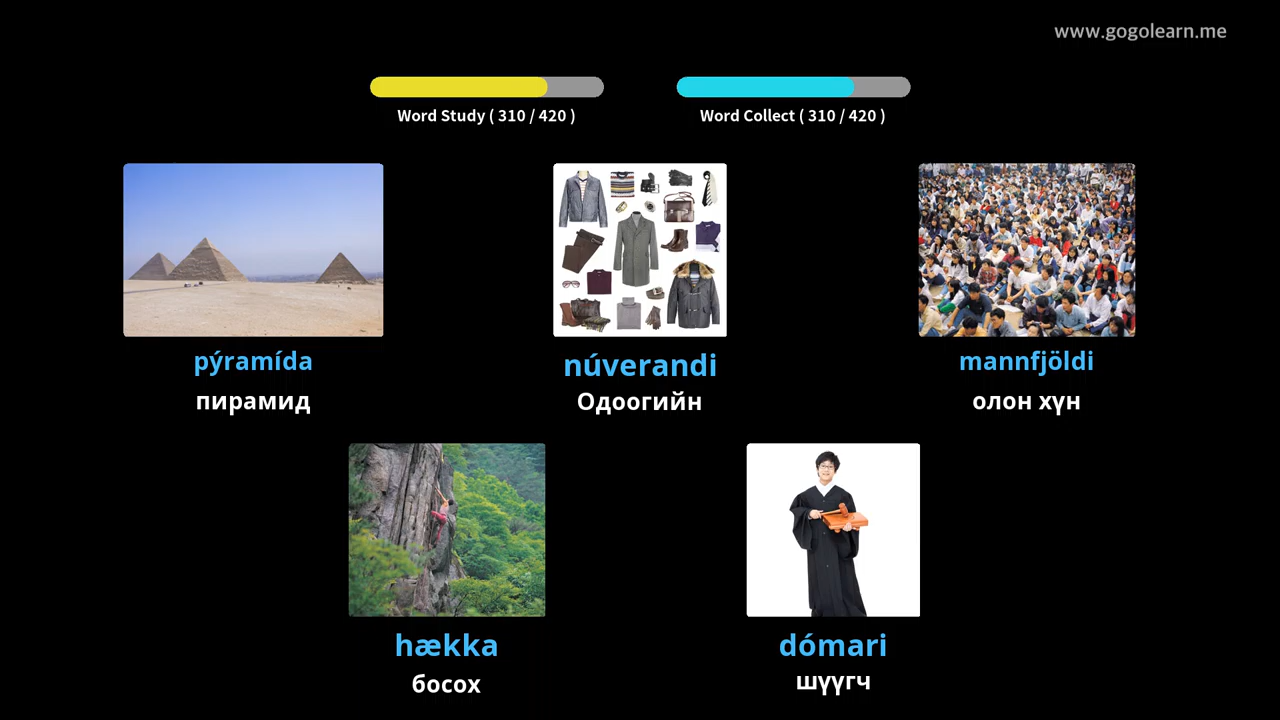 www.gogolearn.me
Word Study ( 310 / 420 )
Word Collect ( 310 / 420 )
pýramída
пирамид
núverandi
Одоогийн
mannfjöldi
олон хүн
hækka
босох
dómari
шүүгч